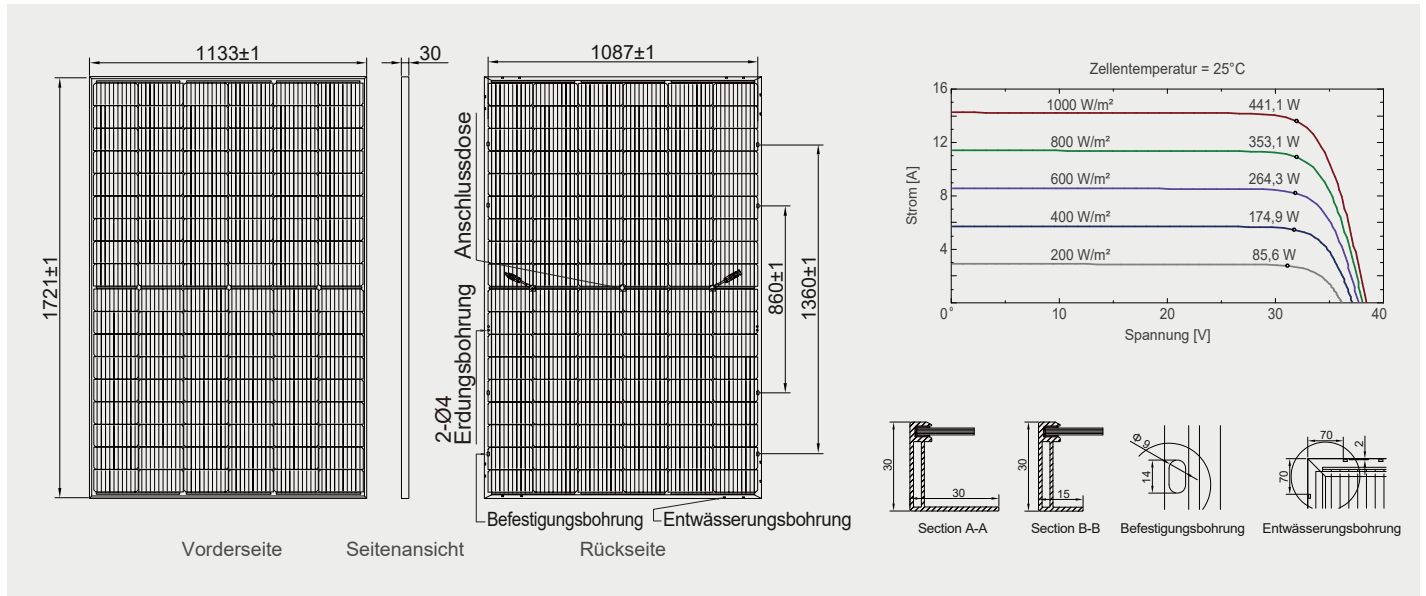 1133±1
30
1721±1
Vorderseite
Seitenansicht
1087±1
Anschlussdose
2-Ø4
Erdungsbohrung
860±1
1360±1
Befestigungsbohrung
Entwässerungsbohrung
Rückseite
Zellentemperatur = 25°C
Strom [A]
16
12
8
4
0
10
20
30
40
Spannung [V]
1000 W/m²
441,1 W
800 W/m²
353,1 W
600 W/m²
264,3 W
400 W/m²
174,9 W
200 W/m²
85,6 W
30
30
Section A-A
30
15
Section B-B
Φ 9
14
Befestigungsbohrung
70
2
70
Entwässerungsbohrung